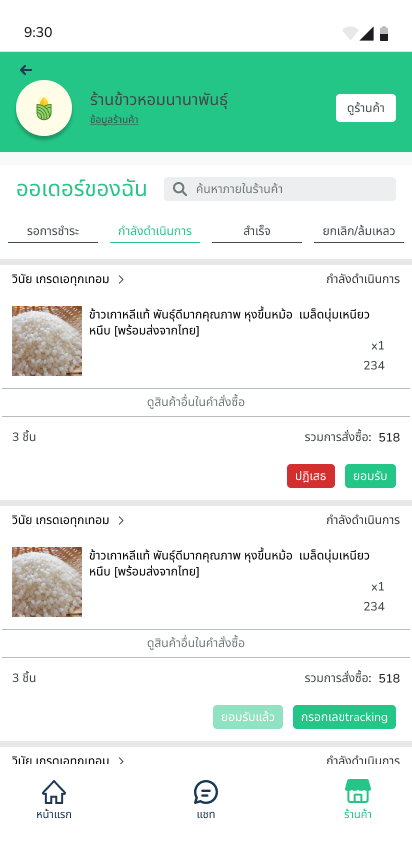 9:30
ร้านข้าวหอมนานาพันธุ์
ข้อมูลร้านค้า
ดูร้านค้า
ออเดอร์ของฉัน
ค้นหาภายในร้านค้า
รอการชำระ
กำลังดำเนินการ
สำเร็จ
ยกเลิก/ล้มเหลว
วินัย เกรดเอทุกเทอม
กำลังดำเนินการ
ข้าวเกาหลีแท้ พันธุ์ดีมากคุณภาพ หุงขึ้นหม้อ เมล็ดนุ่มเหนียว
หนึบ [พร้อมส่งจากไทย]
x1
234
ดูสินค้าอื่นในคำสั่งซื้อ
3 ชิ้น
รวมการสั่งซื้อ: 518
ปฏิเสธ
ยอมรับ
วินัย เกรดเอทุกเทอม
กำลังดำเนินการ
ข้าวเกาหลีแท้ พันธุ์ดีมากคุณภาพ หุงขึ้นหม้อ เมล็ดนุ่มเหนียว
หนึบ [พร้อมส่งจากไทย]
x1
234
ดูสินค้าอื่นในคำสั่งซื้อ
3 ชิ้น
รวมการสั่งซื้อ: 518
ยอมรับแล้ว
กรอกเลขtracking
วินัย เกรดเอทุกเทอม
กำลังดำเนินการ
หน้าแรก
แชท
ร้านค้า